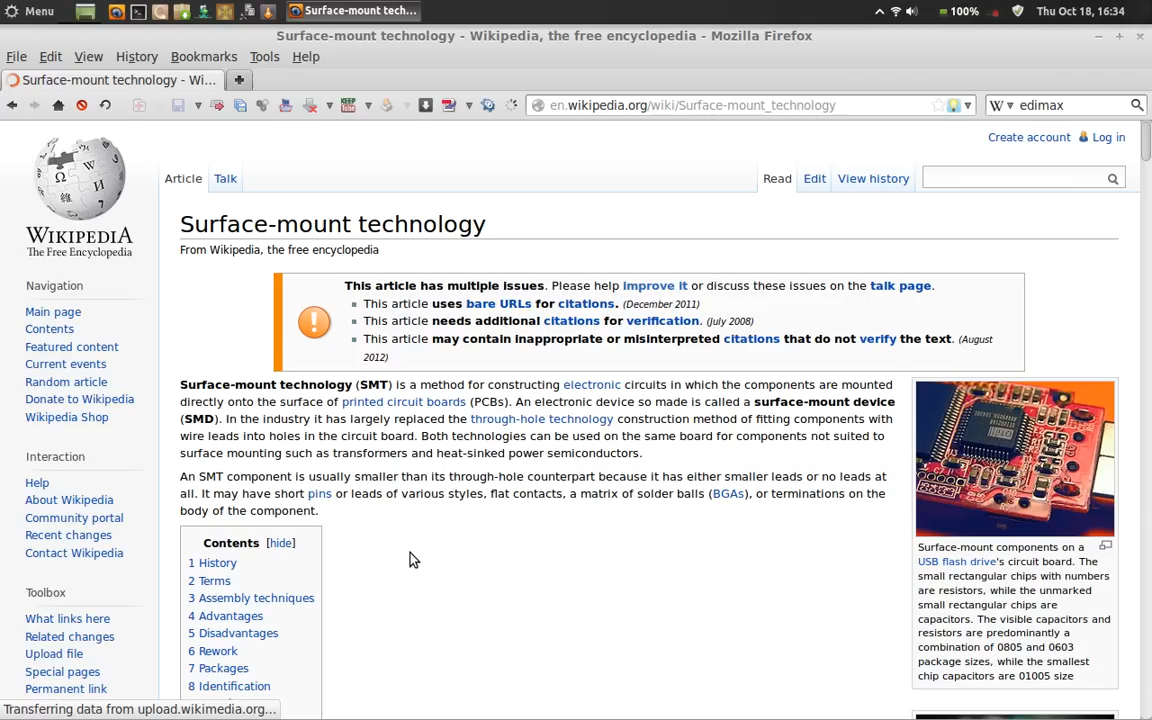 Menu
Surface-mount tech...
100%
Thu Oct 18, 16:34
Surface-mount technology - Wikipedia, the free encyclopedia - Mozilla Firefox
File Edit View History Bookmarks Tools Help
Surface-mount technology - Wi...
en.wikipedia.org/wiki/Surface-mount_technology
edimax
Create account Log in
Article Talk
Read Edit View history
WIKIPEDIA
The Free Encyclopedia
Navigation
Main page
Contents
Featured content
Current events
Random article
Donate to Wikipedia
Wikipedia Shop
Interaction
Help
About Wikipedia
Community portal
Recent changes
Contact Wikipedia
Toolbox
What links here
Related changes
Upload file
Special pages
Permanent link
Surface-mount technology
From Wikipedia, the free encyclopedia
This article has multiple issues. Please help improve it or discuss these issues on the talk page.
This article uses bare URLs for citations. (December 2011)
This article needs additional citations for verification. (July 2008)
This article may contain inappropriate or misinterpreted citations that do not verify the text. (August
2012)
Surface-mount technology (SMT) is a method for constructing electronic circuits in which the components are mounted
directly onto the surface of printed circuit boards (PCBs). An electronic device so made is called a surface-mount device
(SMD). In the industry it has largely replaced the through-hole technology construction method of fitting components with
wire leads into holes in the circuit board. Both technologies can be used on the same board for components not suited to
surface mounting such as transformers and heat-sinked power semiconductors.
An SMT component is usually smaller than its through-hole counterpart because it has either smaller leads or no leads at
all. It may have short pins or leads of various styles, flat contacts, a matrix of solder balls (BGAs), or terminations on the
body of the component.
Contents [hide]
1 History
2 Terms
3 Assembly techniques
4 Advantages
5 Disadvantages
6 Rework
7 Packages
8 Identification
Surface-mount components on a
USB flash drive's circuit board. The
small rectangular chips with numbers
are resistors, while the unmarked
small rectangular chips are
capacitors. The visible capacitors and
resistors are predominantly a
combination of 0805 and 0603
package sizes, while the smallest
chip capacitors are 01005 size
Transferring data from upload.wikimedia.org...